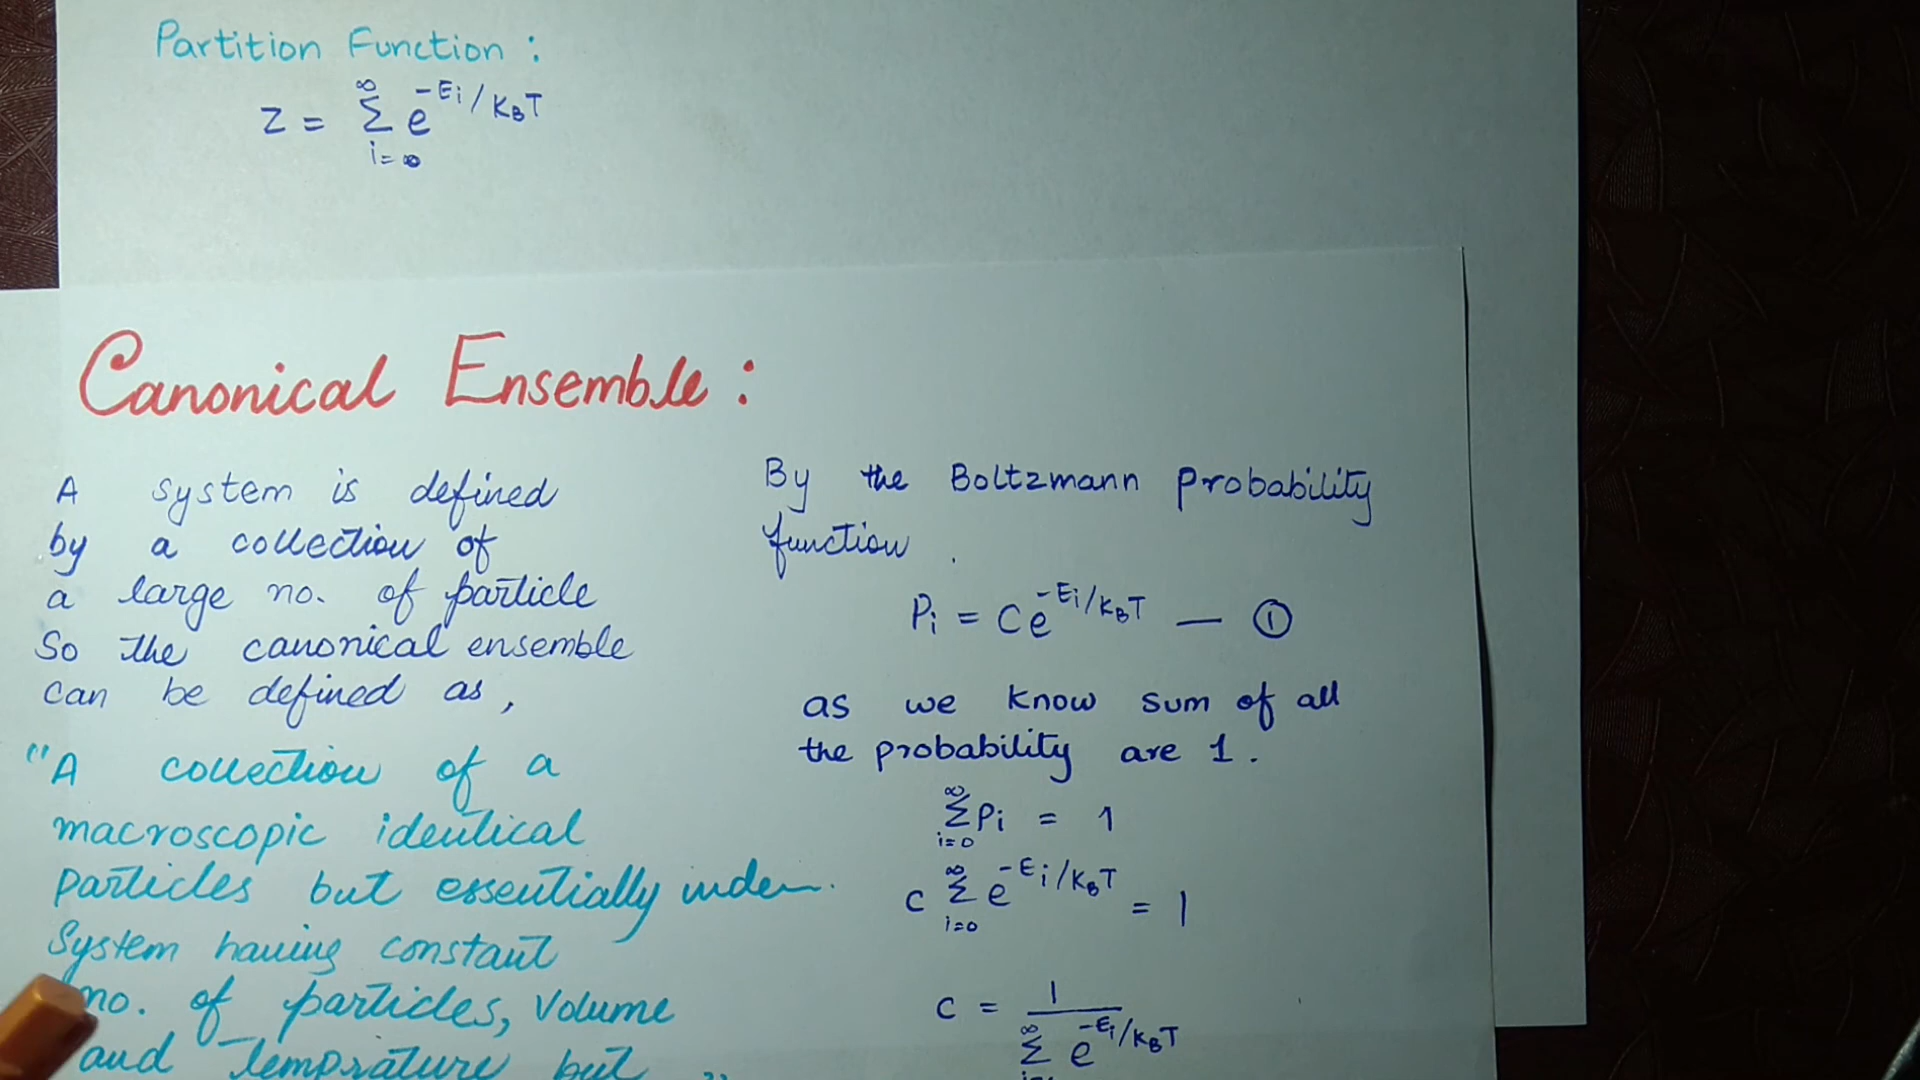 Partition Function :
Z = ∞ Σ i=∞ e^-Ei/KBT
Canonical Ensemble :
A system is defined
by a collection of
a large no. of particle
So the canonical ensemble
can be defined as,
"A collection of a
macroscopic identical
particles but essentially inden.
System having constant
no. of particles, Volume
and Temprature but "
By the Boltzmann Probability
function
Pi = Ce^-Ei/KBT — ①
as we know sum of all
the probability are 1.
∞ Σ i=0 Pi = 1
c ∞ Σ i=0 e^-Ei/KBT = 1
c = 1 / ∞ Σ e^-Ei/KBT